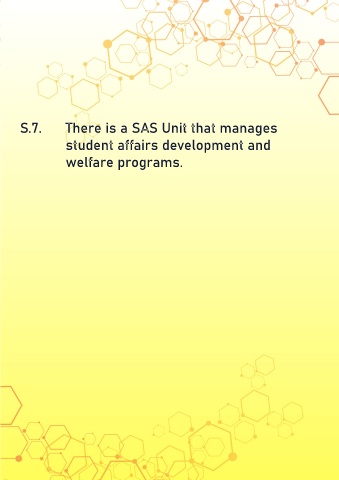 S.7. There is a SAS Unit that manages
student affairs development and
welfare programs.